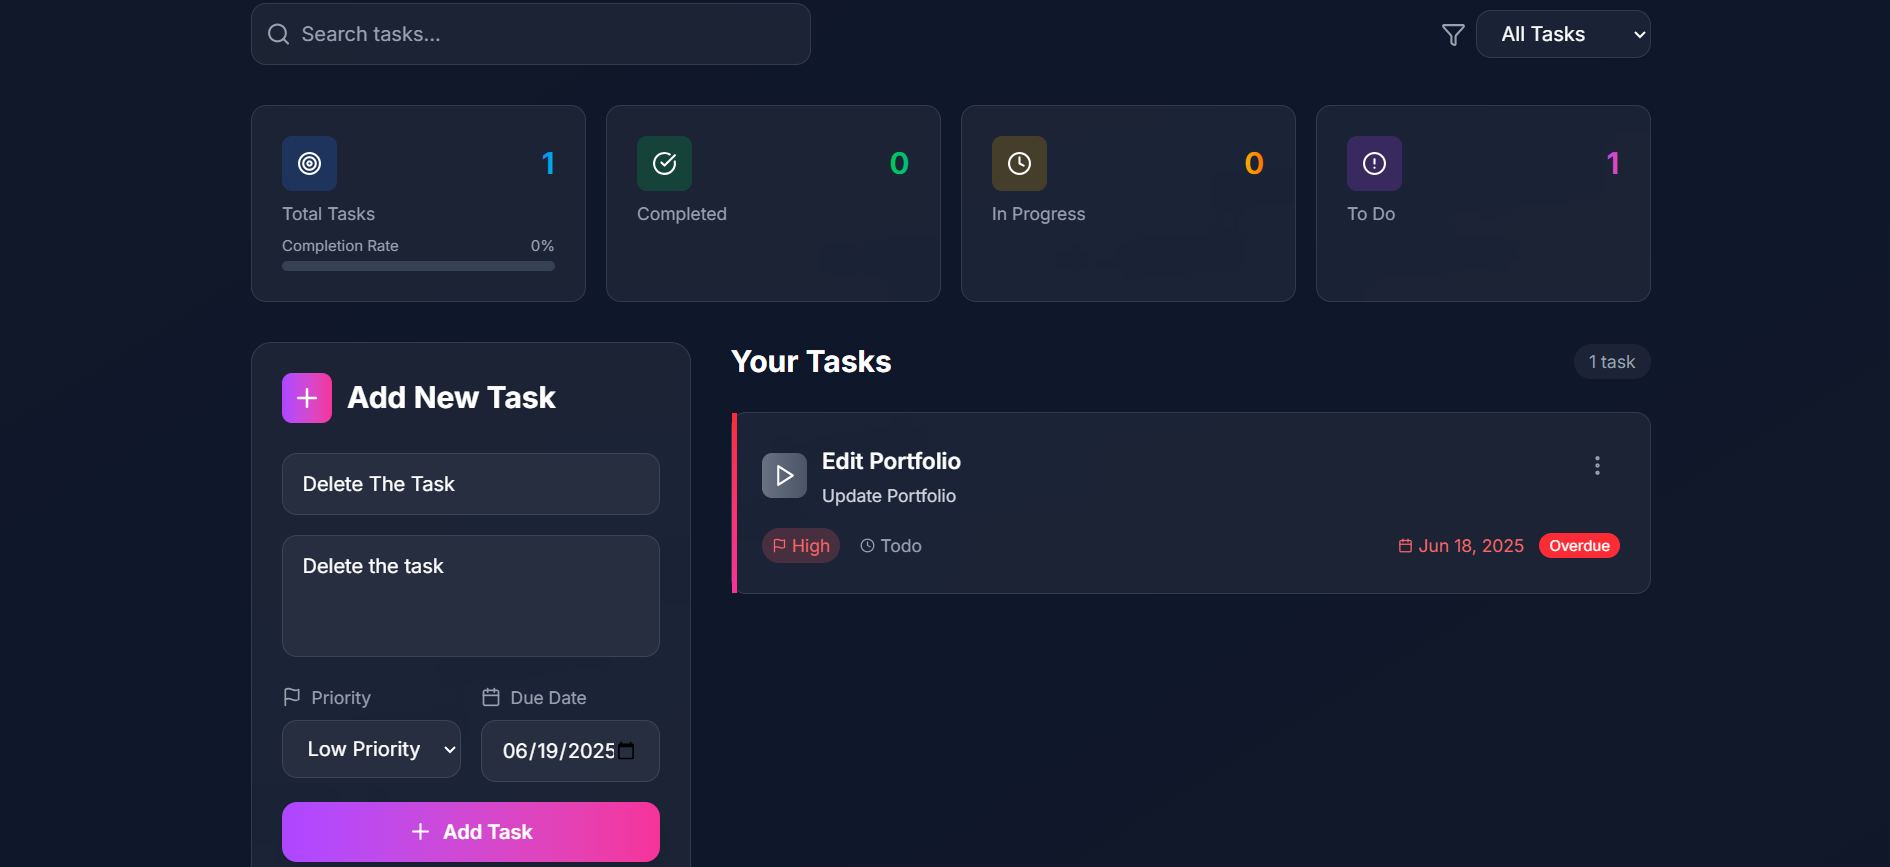 Search tasks...
All Tasks
1
Total Tasks
Completion Rate 0%
0
Completed
0
In Progress
1
To Do
Add New Task
Delete The Task
Delete the task
Priority
Due Date
Low Priority
06/19/2025
Add Task
Your Tasks
1 task
Edit Portfolio
Update Portfolio
High
Todo
Jun 18, 2025
Overdue